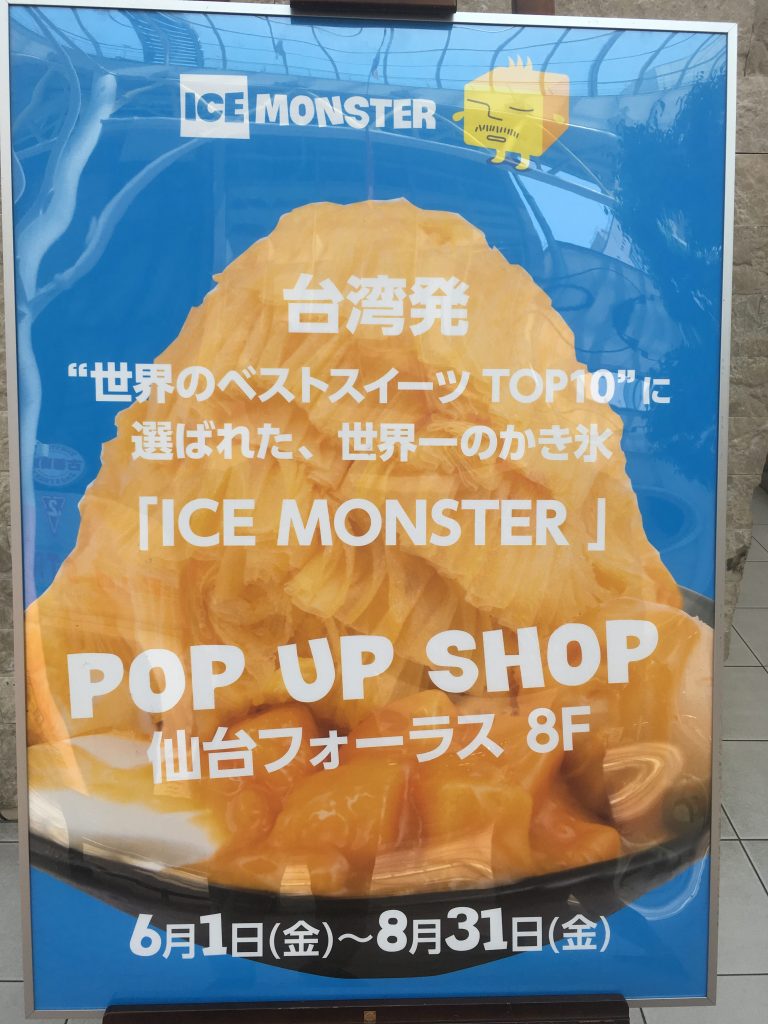 ICE MONSTER
台湾発
“世界のベストスイーツ TOP10”に
選ばれた、世界一のかき氷
「ICE MONSTER」
POP UP SHOP
仙台フォーラス 8F
6月1日(金)～8月31日(金)